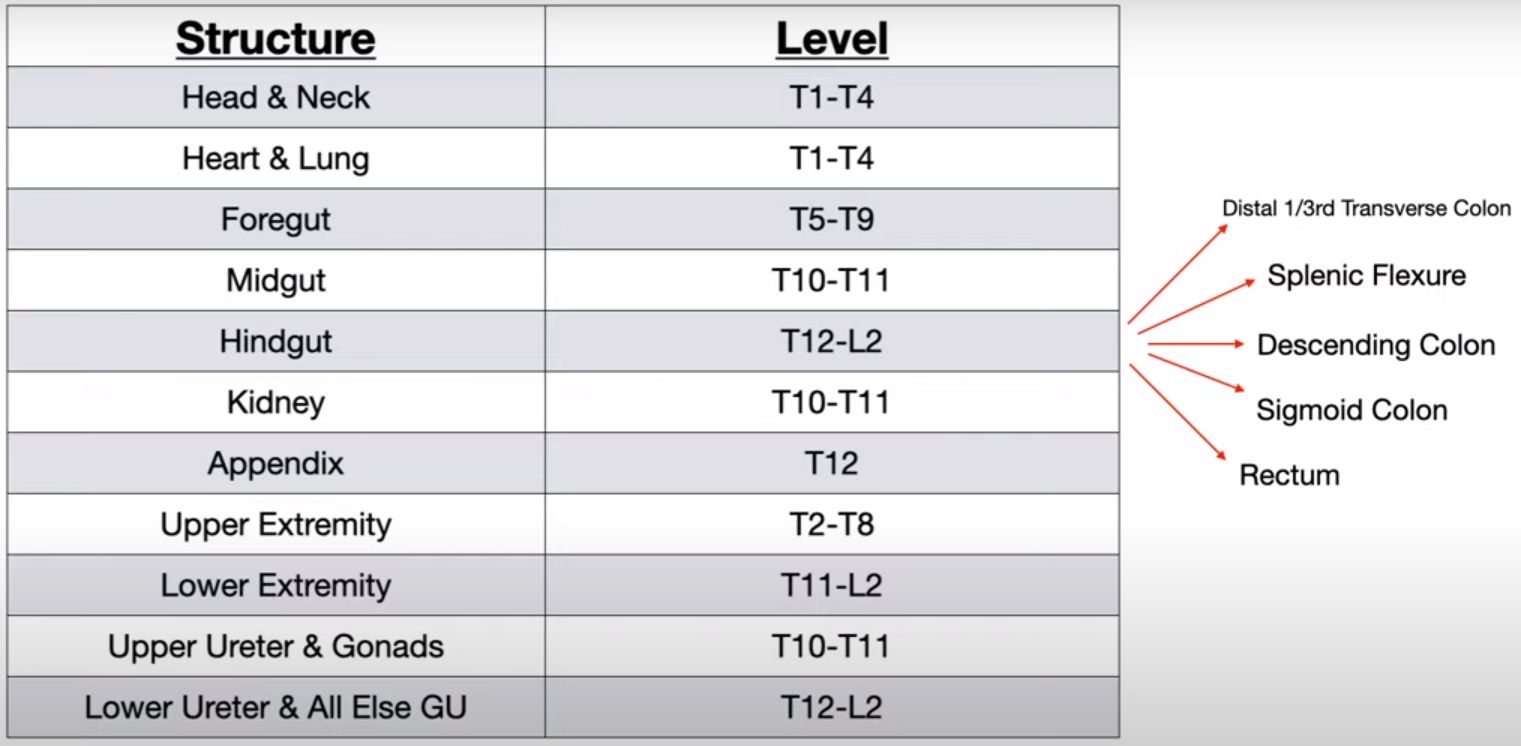 Structure Level
Head & Neck T1-T4
Heart & Lung T1-T4
Foregut T5-T9
Midgut T10-T11
Hindgut T12-L2
Kidney T10-T11
Appendix T12
Upper Extremity T2-T8
Lower Extremity T11-L2
Upper Ureter & Gonads T10-T11
Lower Ureter & All Else GU T12-L2
Distal 1/3rd Transverse Colon
Splenic Flexure
Descending Colon
Sigmoid Colon
Rectum